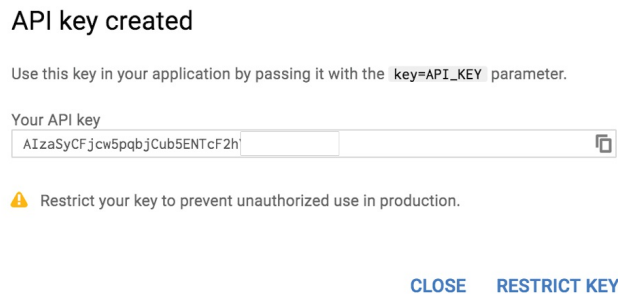 API key created
Use this key in your application by passing it with the key=API_KEY parameter.
Your API key
AIzaSyCFjcw5pqbjCub5ENTcF2h
Restrict your key to prevent unauthorized use in production.
CLOSE RESTRICT KEY